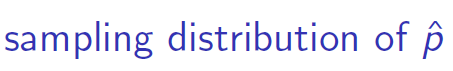 sampling distribution of p̂